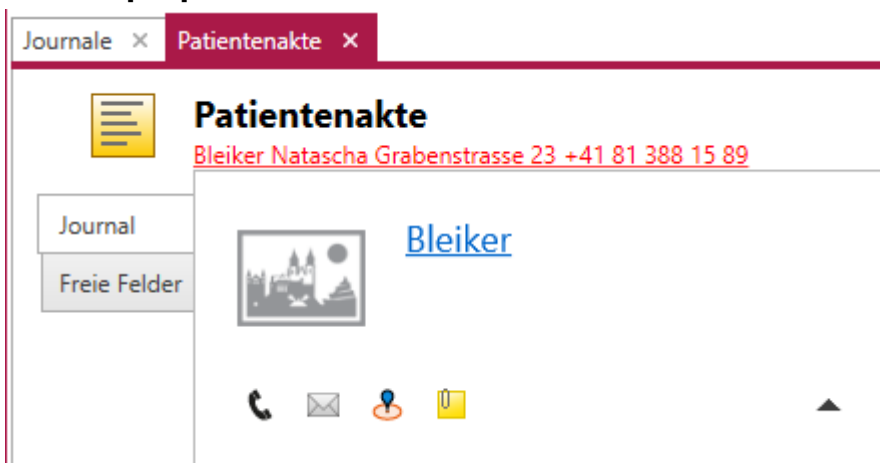 Journale
Patientenakte
Patientenakte
Bleiker Natascha Grabenstrasse 23 +41 81 388 15 89
Journal
Bleiker
Freie Felder